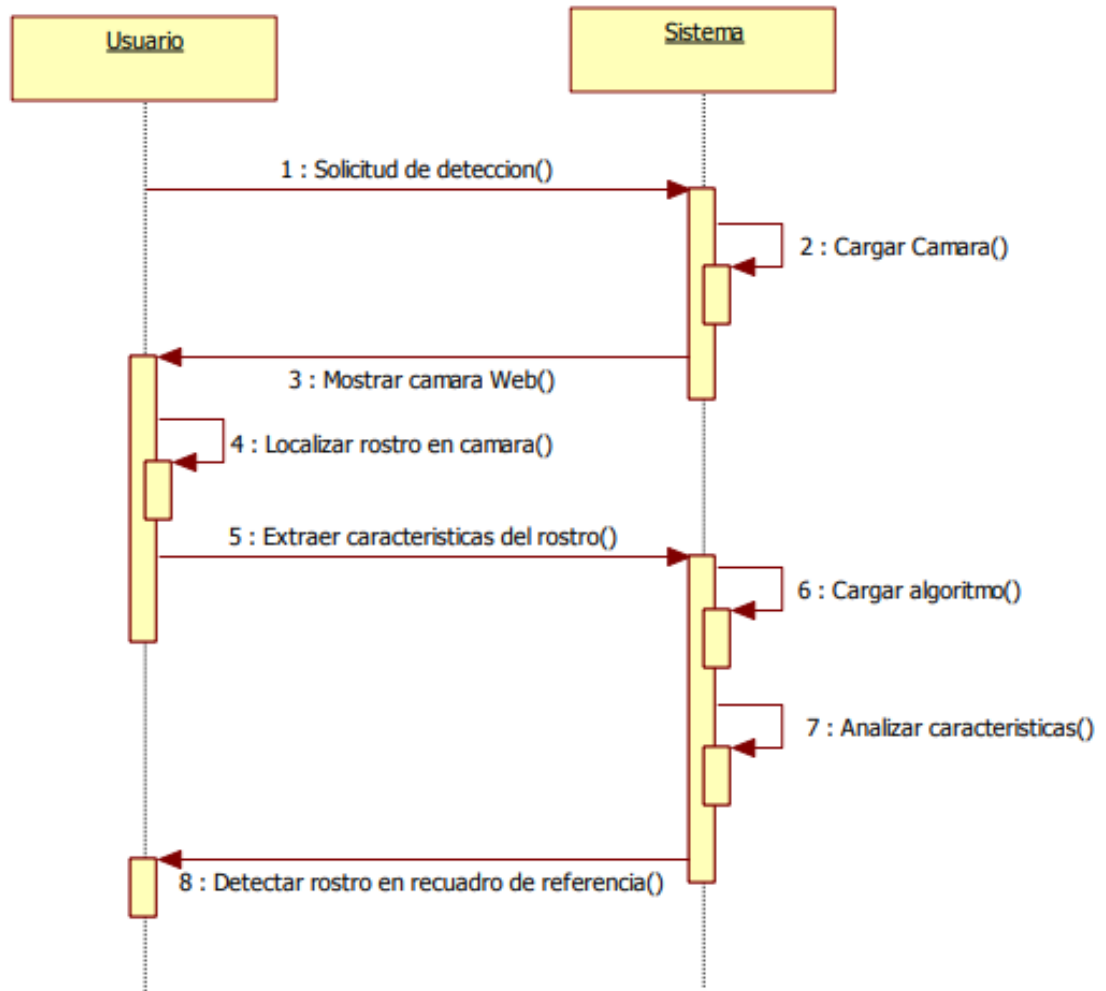 Usuario
Sistema
1 : Solicitud de deteccion()
2 : Cargar Camara()
3 : Mostrar camara Web()
4 : Localizar rostro en camara()
5 : Extraer caracteristicas del rostro()
6 : Cargar algoritmo()
7 : Analizar caracteristicas()
8 : Detectar rostro en recuadro de referencia()